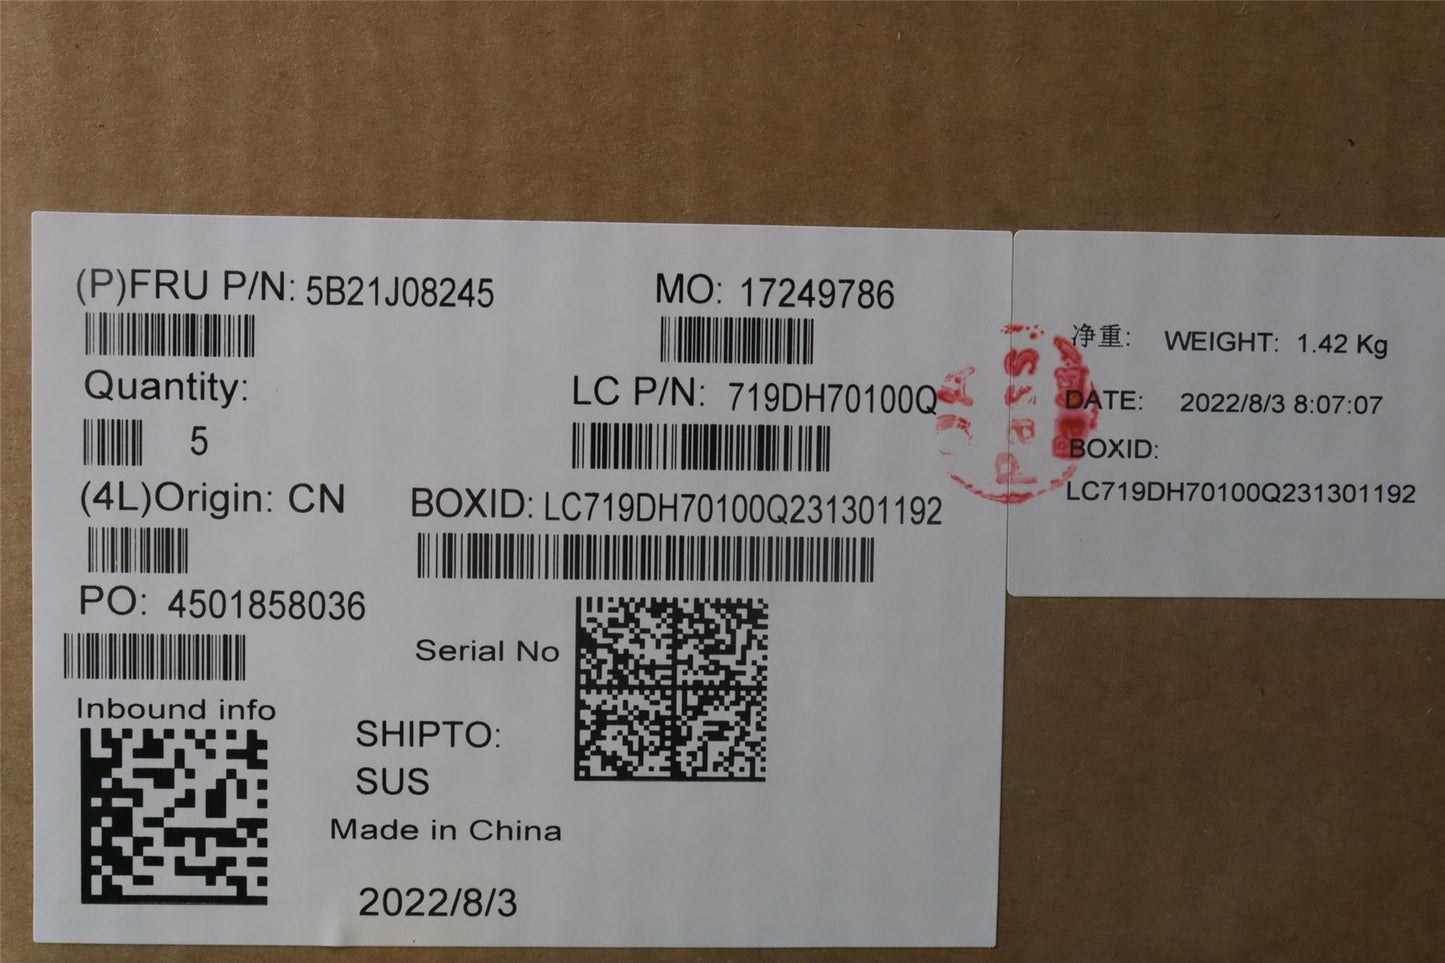 (P)FRU P/N: 5B21J08245
MO: 17249786
Quantity:
5
LC P/N: 719DH70100Q
(4L)Origin: CN
BOXID: LC719DH70100Q231301192
PO: 4501858036
Serial No
Inbound info
SHIPTO:
SUS
Made in China
2022/8/3
净重: WEIGHT: 1.42 Kg
DATE: 2022/8/3 8:07:07
BOXID:
LC719DH70100Q231301192